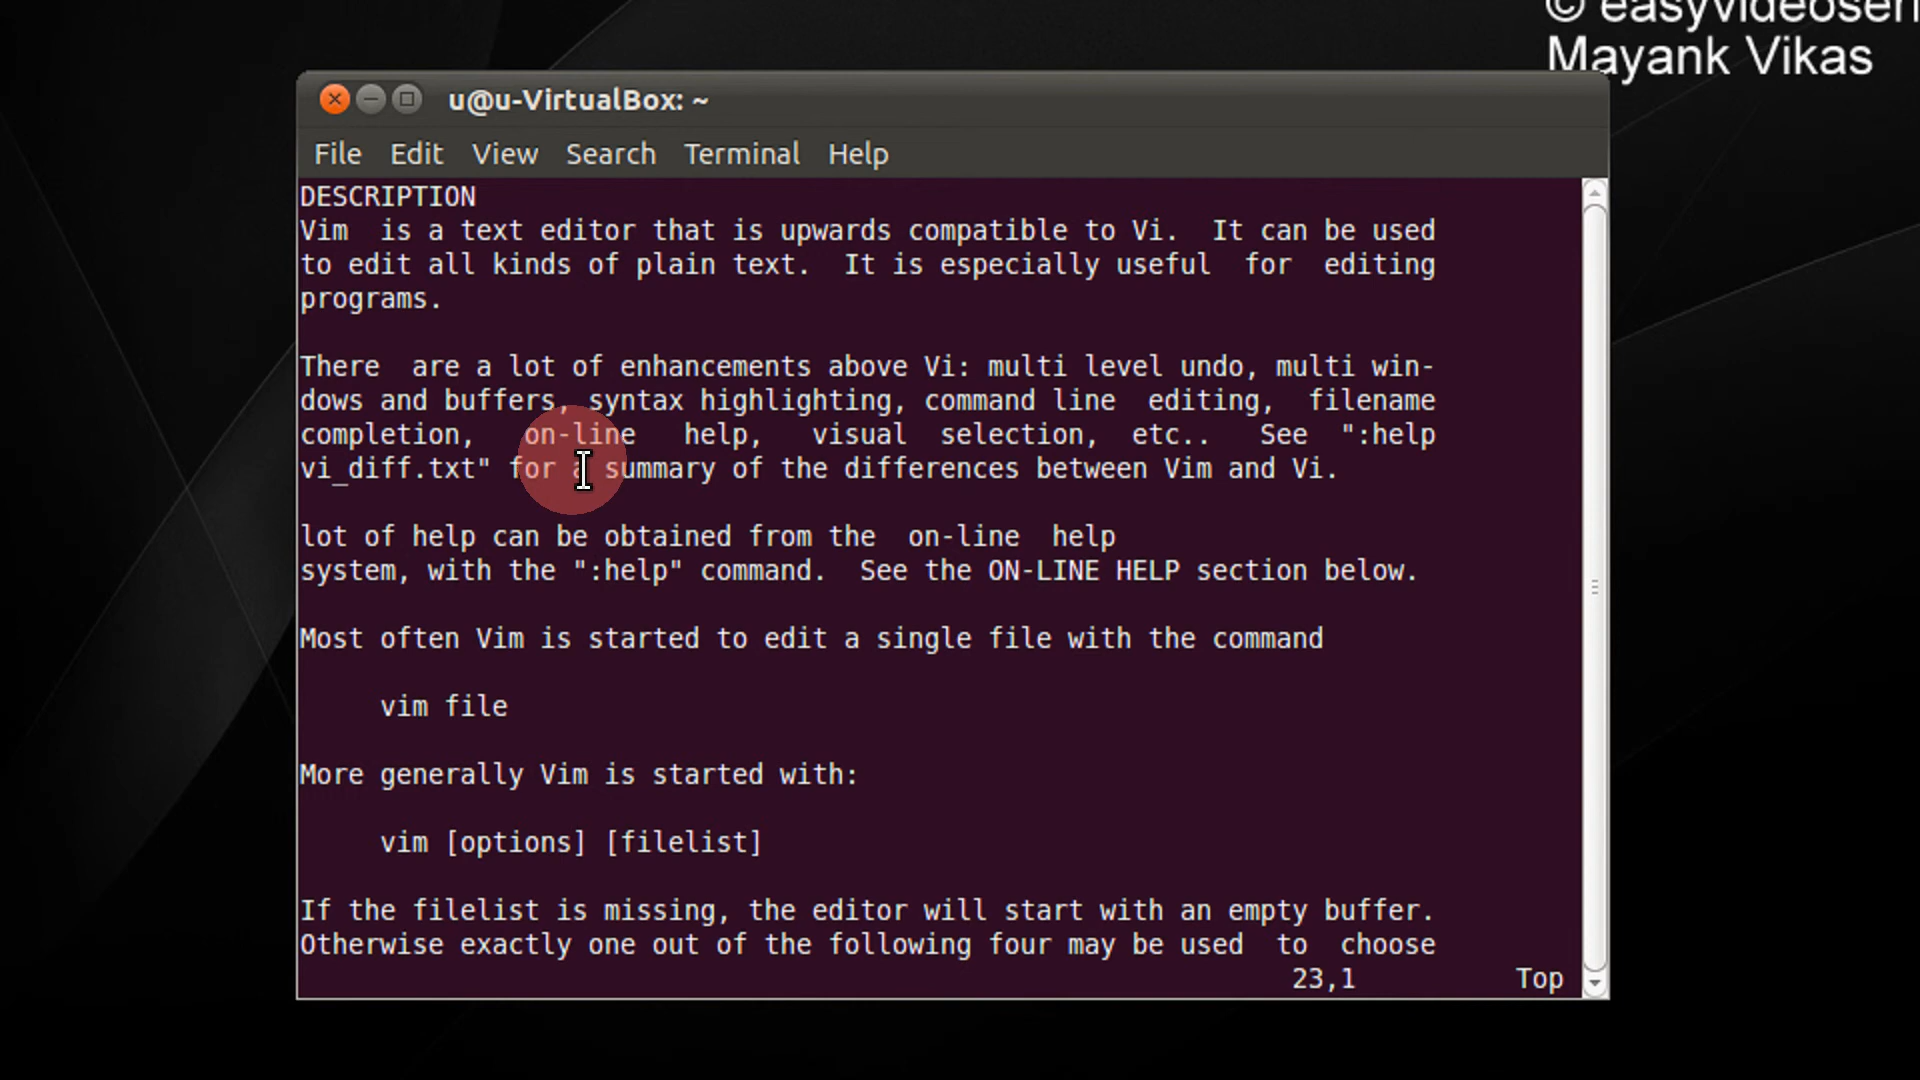 © easyvideoseri
Mayank Vikas
u@u-VirtualBox: ~
File Edit View Search Terminal Help
DESCRIPTION
Vim  is a text editor that is upwards compatible to Vi.  It can be used
to edit all kinds of plain text.  It is especially useful  for  editing
programs.

There  are a lot of enhancements above Vi: multi level undo, multi win-
dows and buffers, syntax highlighting, command line  editing,  filename
completion,   on-line   help,   visual  selection,  etc..   See  ":help
vi_diff.txt" for a summary of the differences between Vim and Vi.

lot of help can be obtained from the  on-line  help
system, with the ":help" command.  See the ON-LINE HELP section below.

Most often Vim is started to edit a single file with the command

     vim file

More generally Vim is started with:

     vim [options] [filelist]

If the filelist is missing, the editor will start with an empty buffer.
Otherwise exactly one out of the following four may be used  to  choose
23,1 Top